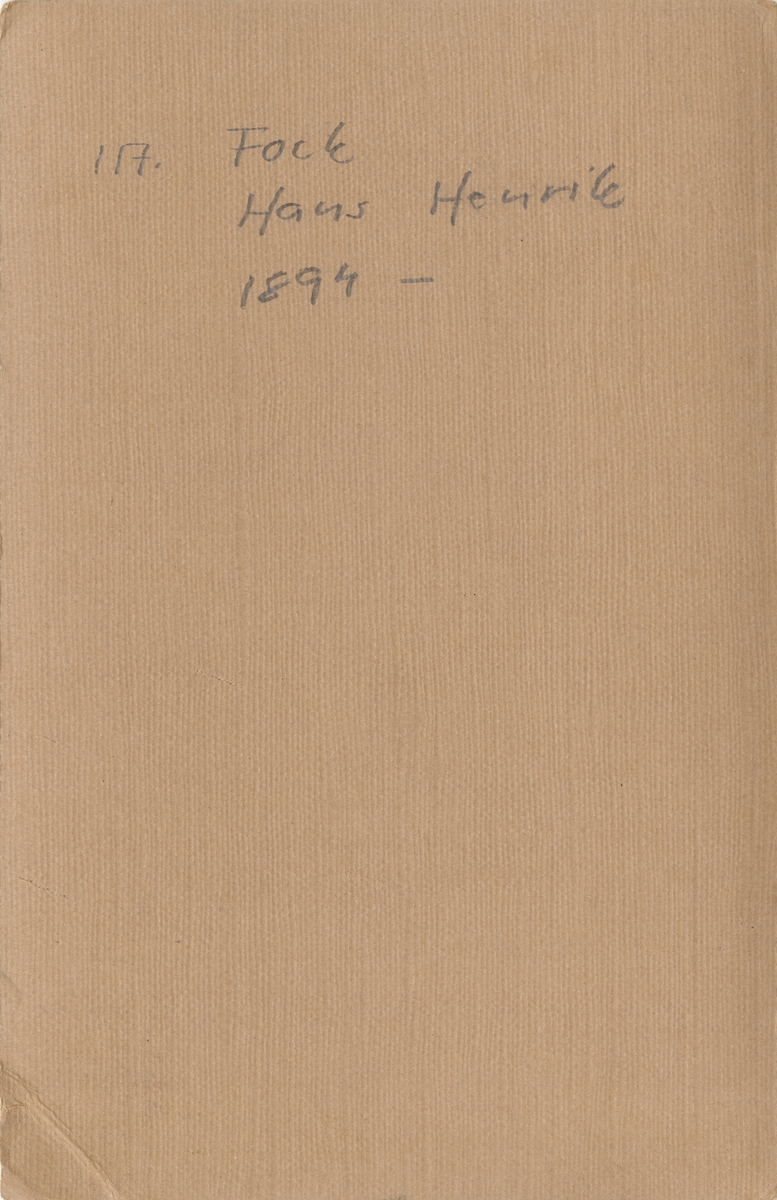 117. Fock
Hans Henrik
1894 –